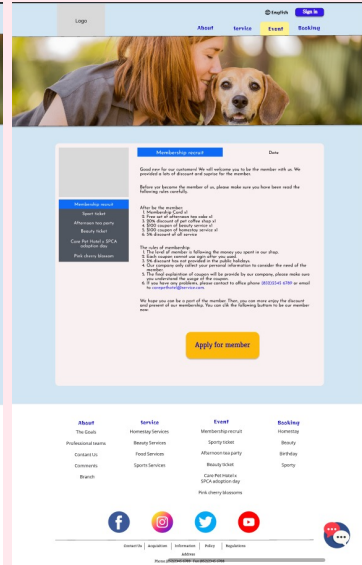 Logo
English
Sign in
About
Service
Event
Booking
Membership recruit
Date
Membership recruit
Sport ticket
Afternoon tea party
Beauty ticket
Care Pet Hotel x SPCA
adoption day
Pink cherry blossom
Good new for our customers! We will welcome you to be the member with us. We
provided a lots of discount and suprise for the member.
Before yor become the member of us, please make sure you have been read the
following rules carefully.
After be the member:
1. Membership Card x1
2. Free set of afternoon tea cake x1
3. 20% discount of pet coffee shop x1
4. $200 coupon of beauty service x1
5. $100 coupon of homestay service x1
6. 5% discount of all service
The rules of membership
1. The level of member is following the money you spent in our shop.
2. Each coupon cannot use again after you used.
3. 5% discount has not provided in the public holidays.
4. Our company only collect your personal information to consider the need of the
member.
5. The final explanation of coupon will be provide by our company, please make sure
you understand the usage of the coupon.
6. If you have any problems, please contact to office phone (852)2345 6789 or email
to
We hope you can be a part of the member. Then, you can more enjoy the discount
and present of our membership. You can clik the following buttom to be our member
now.
Apply for member
About
Service
Event
Booking
The Goals
Homestay Services
Membership recruit
Homestay
Professional teams
Beauty Services
Sporty ticket
Beauty
Contant Us
Food Services
Afternoon tea party
Birthday
Comments
Sports Services
Beauty ticket
Sporty
Branch
Care Pet Hotel x
SPCA adoption day
Pink cherry blossoms
Contant Us
Acquisition
Information
Policy
Regulations
Address